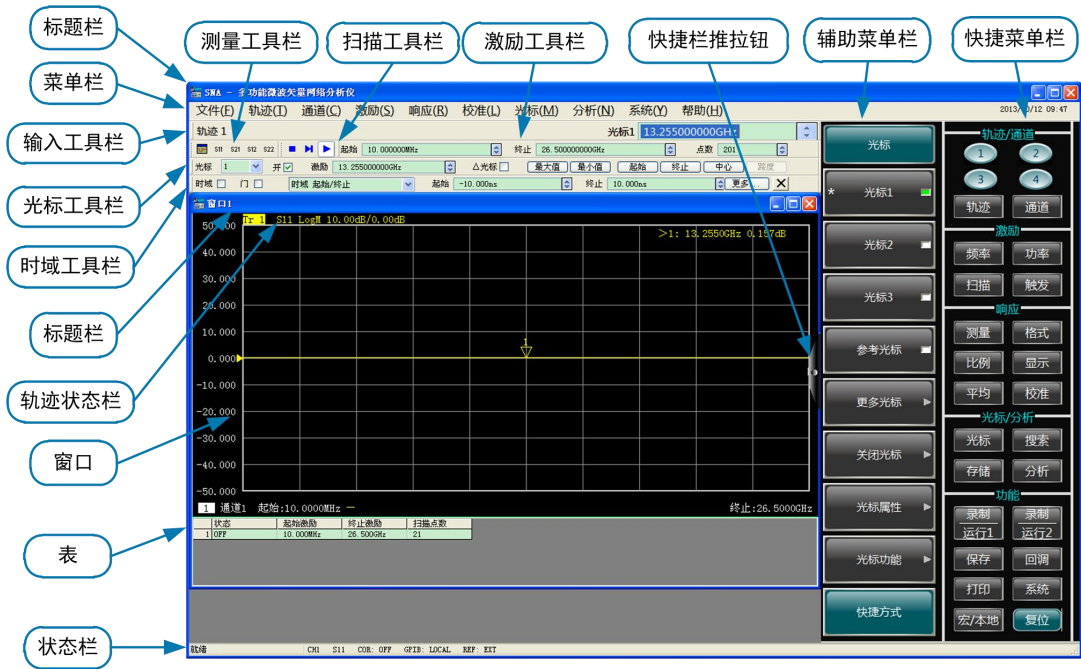 标题栏
测量工具栏
扫描工具栏
激励工具栏
快捷栏推拉钮
辅助菜单栏
快捷菜单栏
菜单栏
输入工具栏
光标工具栏
时域工具栏
标题栏
轨迹状态栏
窗口
表
状态栏
SNA - 多功能微波矢量网络分析仪
文件(F) 轨迹(T) 通道(C) 激励(S) 响应(R) 校准(L) 光标(M) 分析(N) 系统(Y) 帮助(H)
2013/10/12 09:47
轨迹 1 光标1 13.255000000GHz
S11 S21 S12 S22 起始 10.000000MHz 终止 26.500000000GHz 点数 201
光标 1 开 激励 13.255000000GHz △光标 最大值 最小值 起始 终止 中心 跨度
时域 门 时域 起始/终止 起始 -10.000ns 终止 10.000ns 更多...
窗口1
Tr 1 S11 LogM 10.00dB/0.00dB
>1: 13.2550GHz 0.157dB
50.000
40.000
30.000
20.000
10.000
0.000
-10.000
-20.000
-30.000
-40.000
-50.000
1
1 通道1 起始:10.0000MHz — 终止:26.5000GHz
状态 起始激励 终止激励 扫描点数
1 OFF 10.000MHz 26.500GHz 21
就绪 CH1 S11 COR: OFF GPIB: LOCAL REF: EXT
光标
* 光标1
光标2
光标3
参考光标
更多光标
关闭光标
光标属性
光标功能
快捷方式
轨迹/通道
1 2
3 4
轨迹 通道
激励
频率 功率
扫描 触发
响应
测量 格式
比例 显示
平均 校准
光标/分析
光标 搜索
存储 分析
功能
录制 录制
运行1 运行2
保存 回调
打印 系统
宏/本地 复位